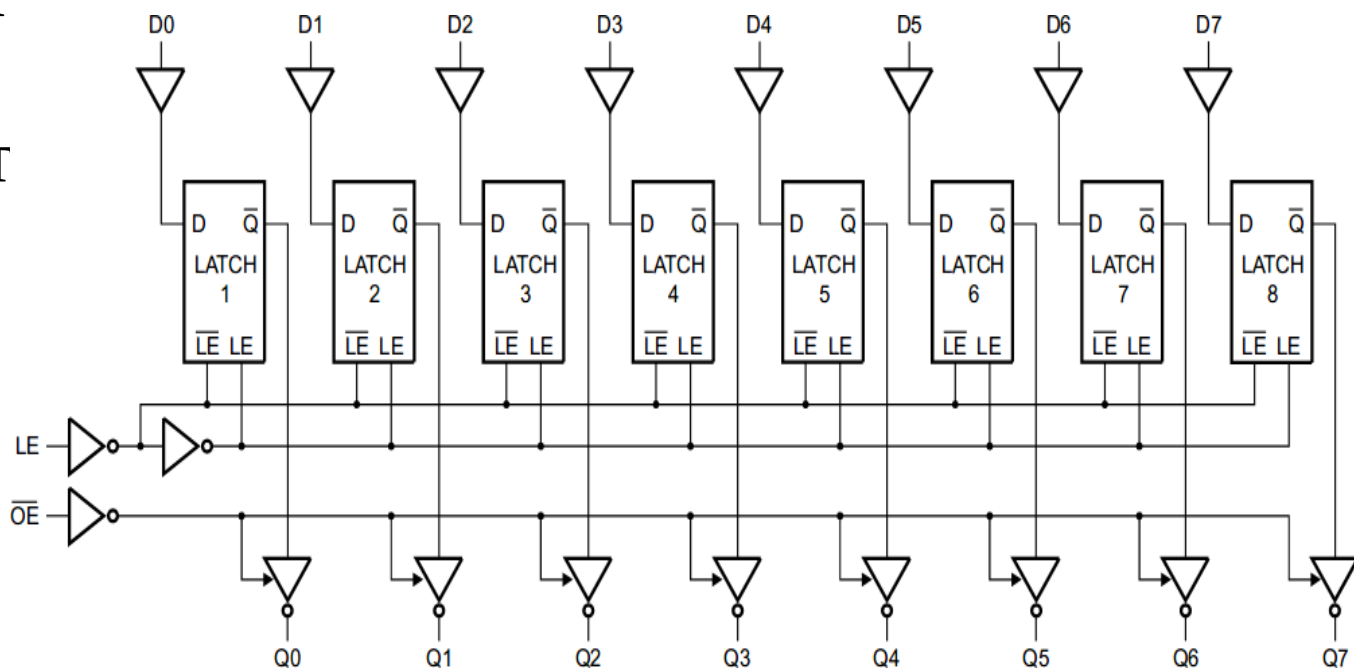 D0 D1 D2 D3 D4 D5 D6 D7
T
D Q̅ D Q̅ D Q̅ D Q̅ D Q̅ D Q̅ D Q̅ D Q̅
LATCH LATCH LATCH LATCH LATCH LATCH LATCH LATCH
1 2 3 4 5 6 7 8
L̅E̅ LE L̅E̅ LE L̅E̅ LE L̅E̅ LE L̅E̅ LE L̅E̅ LE L̅E̅ LE L̅E̅ LE
LE
O̅E̅
Q0 Q1 Q2 Q3 Q4 Q5 Q6 Q7